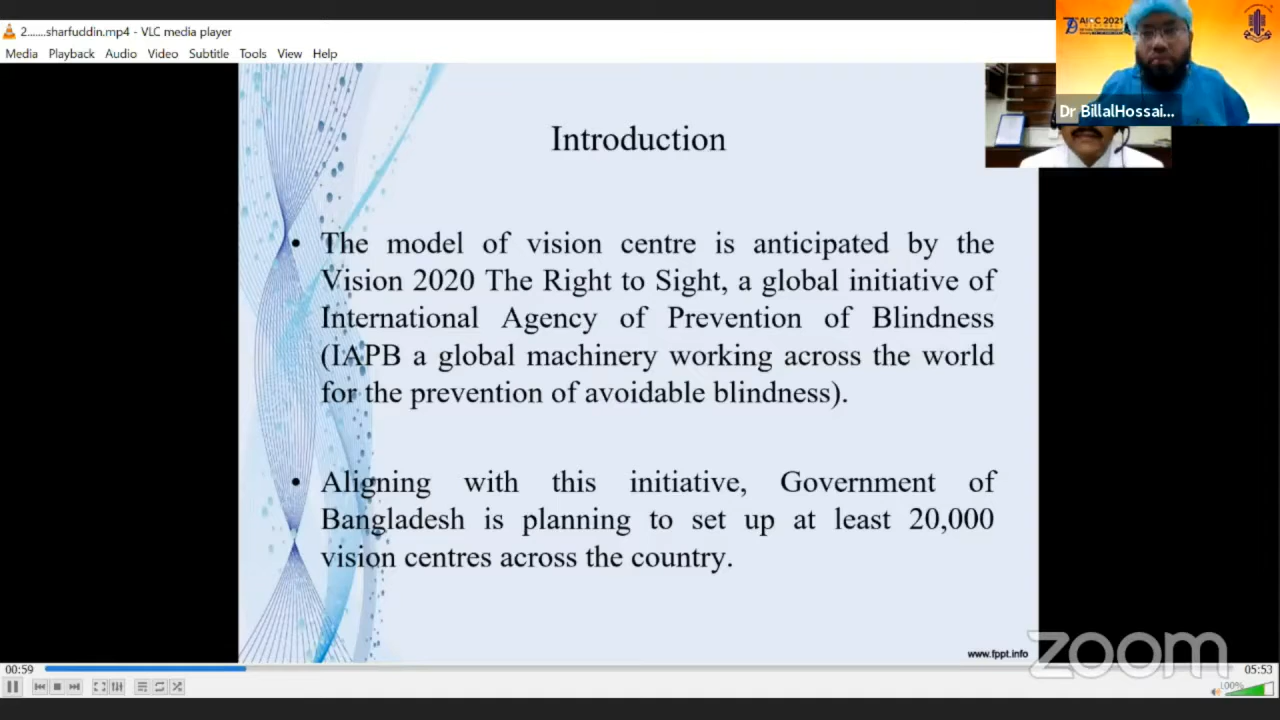 2.......sharfuddin.mp4 - VLC media player
Media Playback Audio Video Subtitle Tools View Help
AIOC 2021
Dr BillalHossai...
Introduction
• The model of vision centre is anticipated by the
Vision 2020 The Right to Sight, a global initiative of
International Agency of Prevention of Blindness
(IAPB a global machinery working across the world
for the prevention of avoidable blindness).
• Aligning with this initiative, Government of
Bangladesh is planning to set up at least 20,000
vision centres across the country.
www.fppt.info
zoom
00:59
05:53
100%